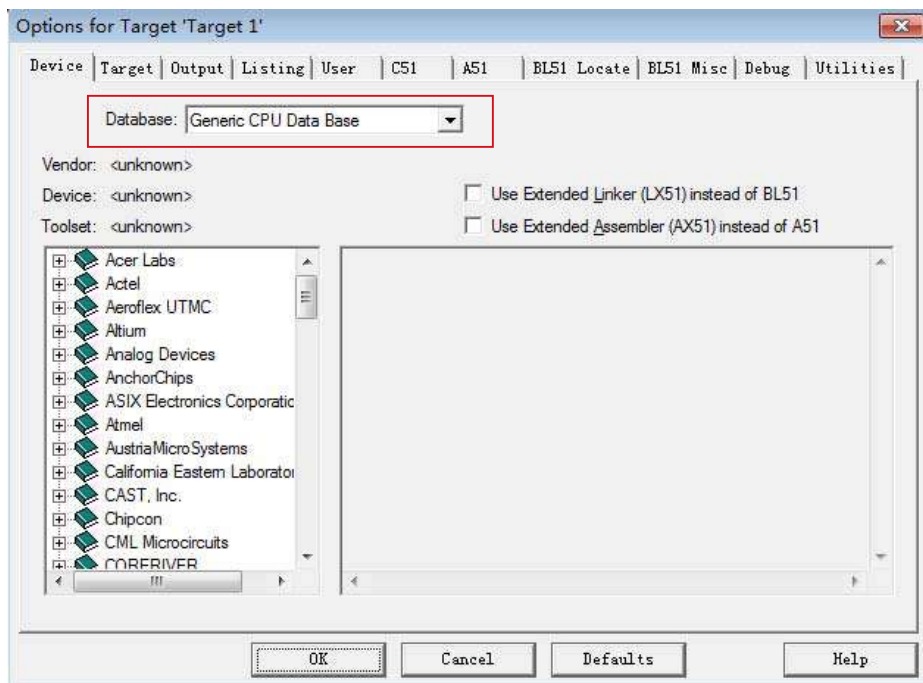 Options for Target 'Target 1'
Device Target Output Listing User C51 A51 BL51 Locate BL51 Misc Debug Utilities
Database: Generic CPU Data Base
Vendor: <unknown>
Device: <unknown>
Use Extended Linker (LX51) instead of BL51
Toolset: <unknown>
Use Extended Assembler (AX51) instead of A51
Acer Labs
Actel
Aeroflex UTMC
Altium
Analog Devices
AnchorChips
ASIX Electronics Corporatic
Atmel
AustriaMicroSystems
California Eastern Laborator
CAST, Inc.
Chipcon
CML Microcircuits
CORERIVER
OK Cancel Defaults Help